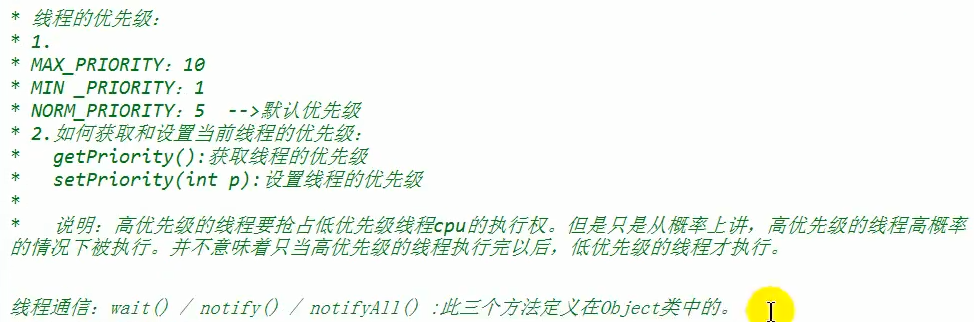 * 线程的优先级：
* 1.
* MAX_PRIORITY：10
* MIN _PRIORITY：1
* NORM_PRIORITY：5  -->默认优先级
* 2.如何获取和设置当前线程的优先级：
*   getPriority():获取线程的优先级
*   setPriority(int p):设置线程的优先级
*
*   说明：高优先级的线程要抢占低优先级线程cpu的执行权。但是只是从概率上讲，高优先级的线程高概率
的情况下被执行。并不意味着只当高优先级的线程执行完以后，低优先级的线程才执行。
线程通信：wait() / notify() / notifyAll() :此三个方法定义在Object类中的。